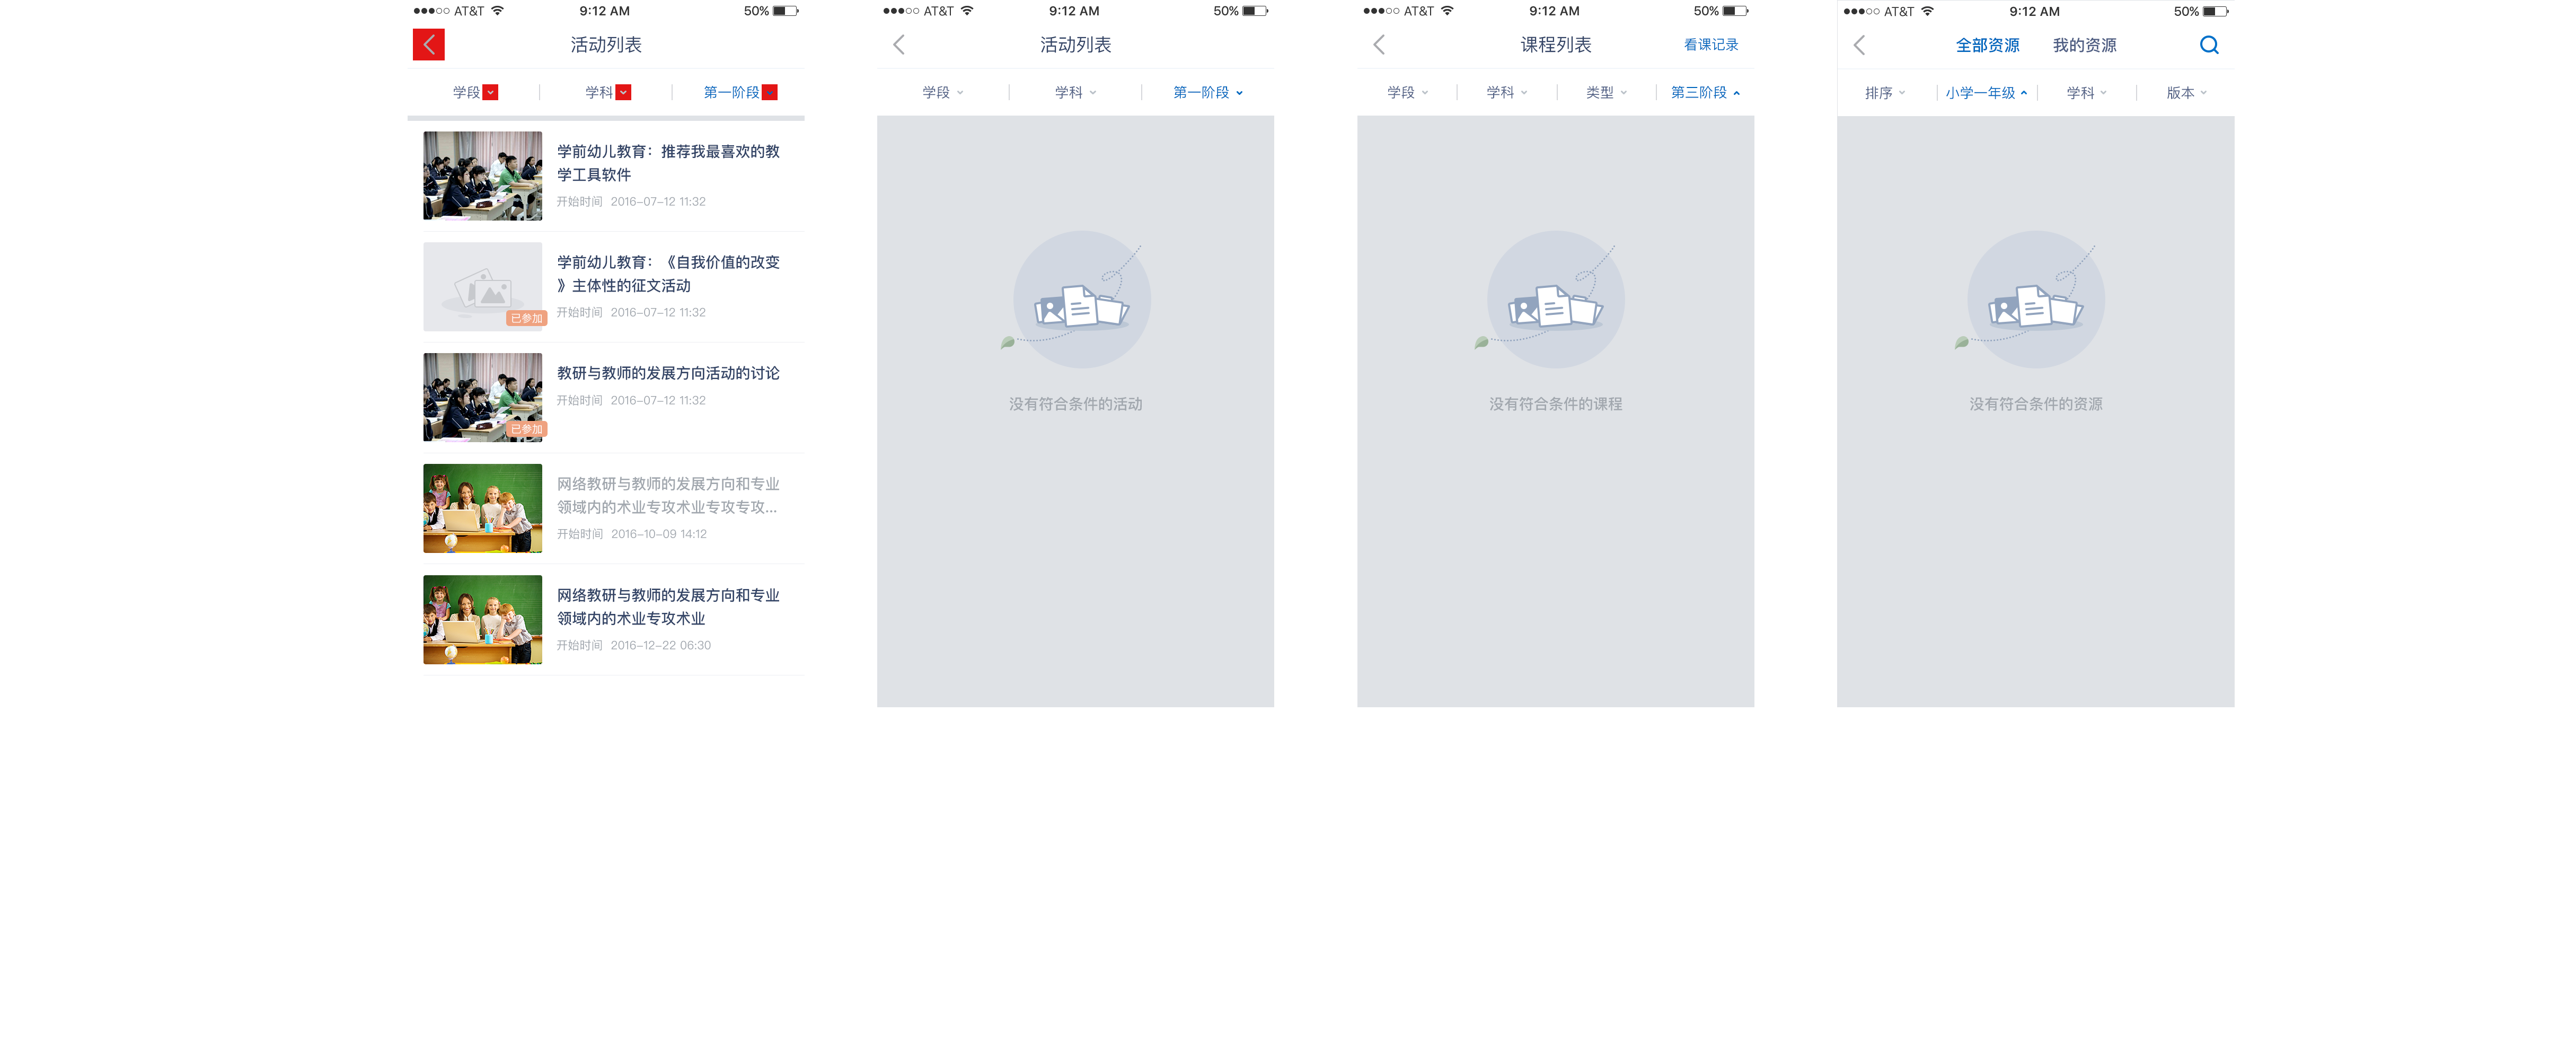 AT&T 9:12 AM 50%
活动列表
学段 学科 第一阶段
学前幼儿教育：推荐我最喜欢的教
学工具软件
开始时间 2016-07-12 11:32
学前幼儿教育：《自我价值的改变
》主体性的征文活动
开始时间 2016-07-12 11:32
已参加
教研与教师的发展方向活动的讨论
开始时间 2016-07-12 11:32
已参加
网络教研与教师的发展方向和专业
领域内的术业专攻术业专攻专攻...
开始时间 2016-10-09 14:12
网络教研与教师的发展方向和专业
领域内的术业专攻术业
开始时间 2016-12-22 06:30
AT&T 9:12 AM 50%
活动列表
学段 学科 第一阶段
没有符合条件的活动
AT&T 9:12 AM 50%
课程列表 看课记录
学段 学科 类型 第三阶段
没有符合条件的课程
AT&T 9:12 AM 50%
全部资源 我的资源
排序 小学一年级 学科 版本
没有符合条件的资源